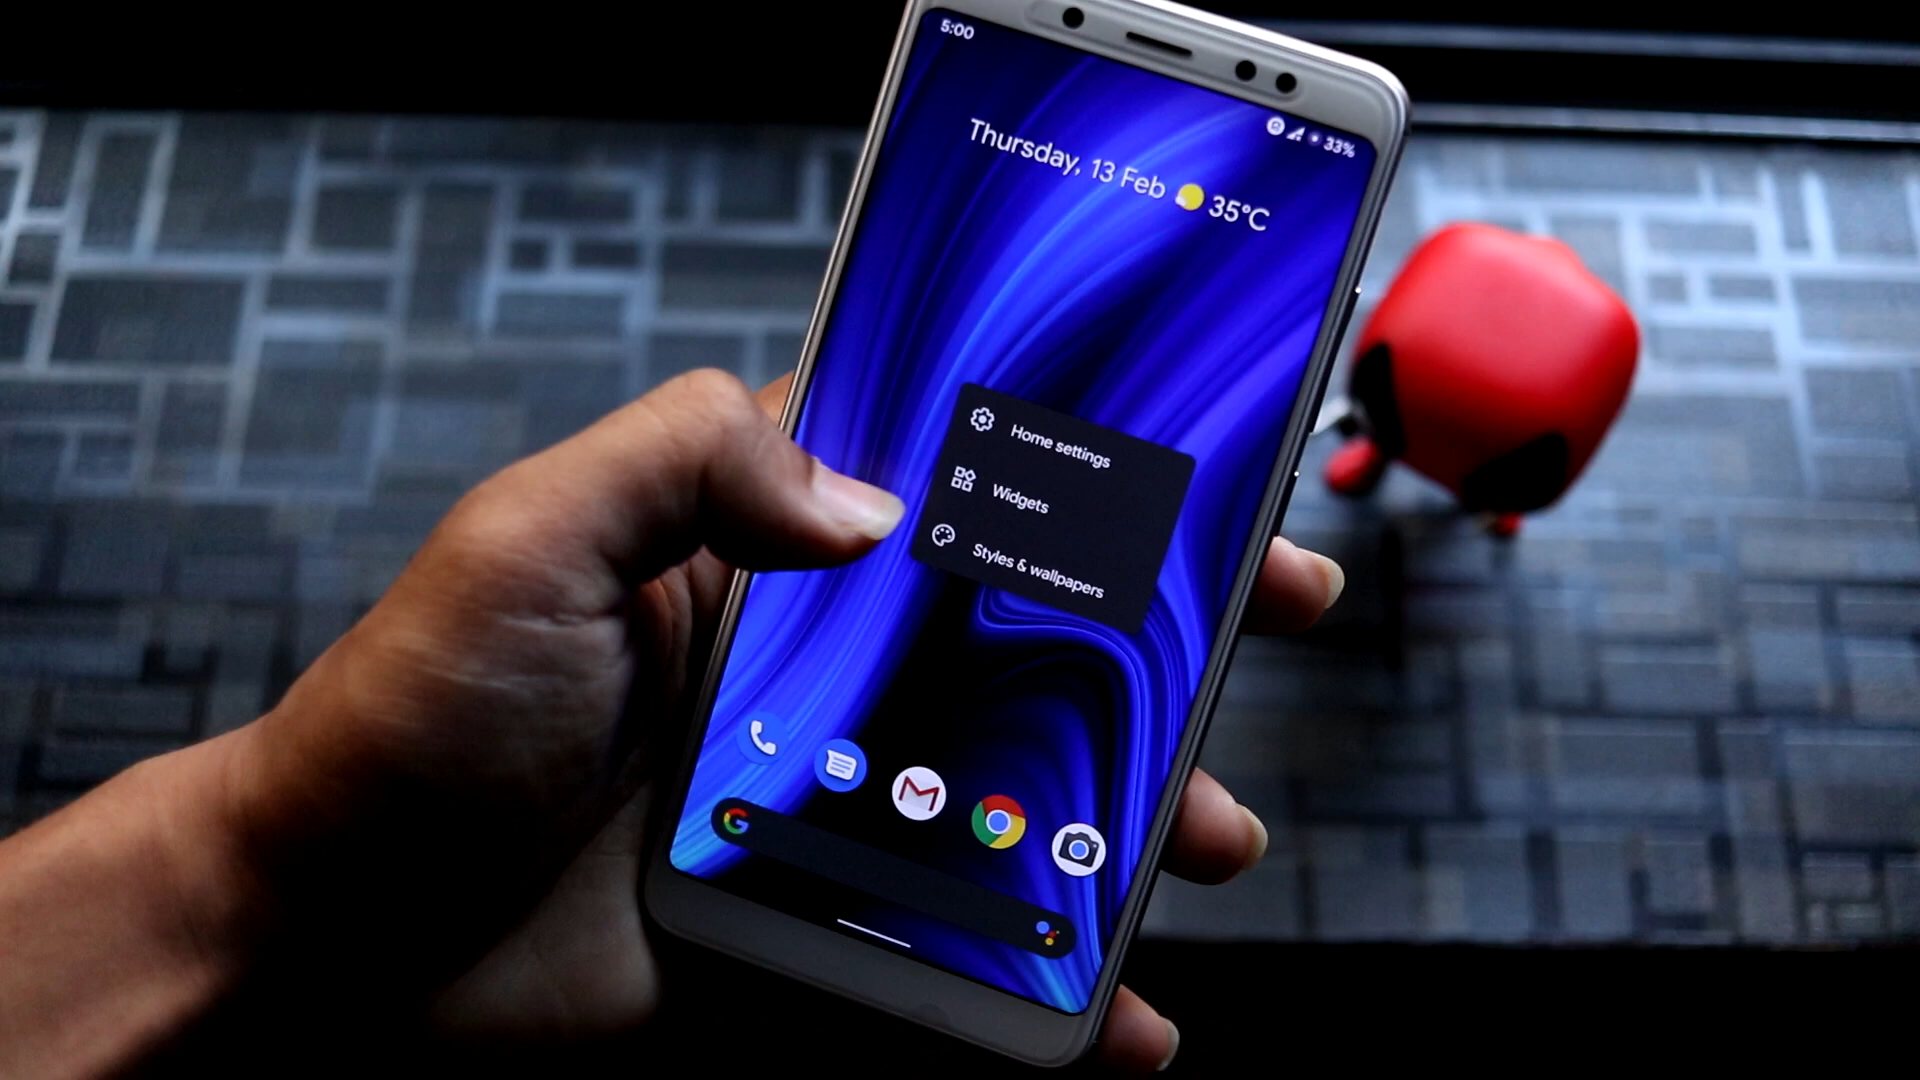 5:00
33%
Thursday, 13 Feb 35°C
Home settings
Widgets
Styles & wallpapers